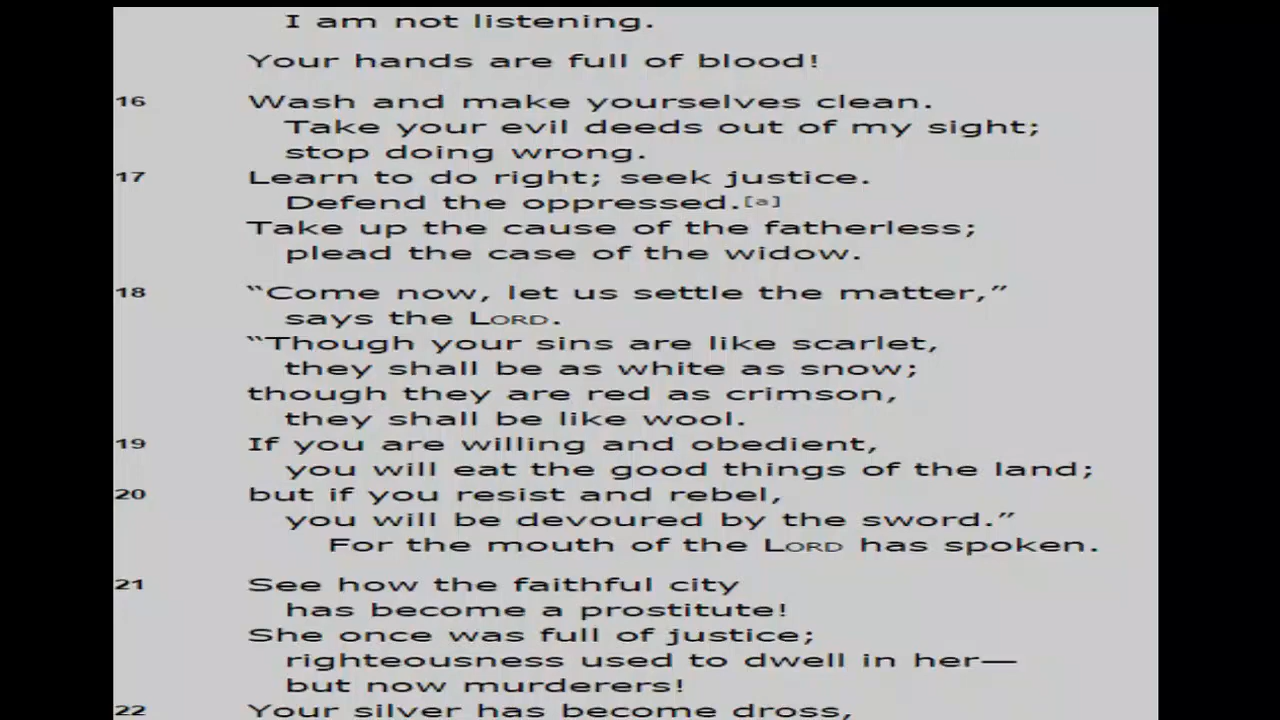 I am not listening.
Your hands are full of blood!
16 Wash and make yourselves clean.
Take your evil deeds out of my sight;
stop doing wrong.
17 Learn to do right; seek justice.
Defend the oppressed.[a]
Take up the cause of the fatherless;
plead the case of the widow.
18 “Come now, let us settle the matter,”
says the LORD.
“Though your sins are like scarlet,
they shall be as white as snow;
though they are red as crimson,
they shall be like wool.
19 If you are willing and obedient,
you will eat the good things of the land;
20 but if you resist and rebel,
you will be devoured by the sword.”
For the mouth of the LORD has spoken.
21 See how the faithful city
has become a prostitute!
She once was full of justice;
righteousness used to dwell in her—
but now murderers!
22 Your silver has become dross,